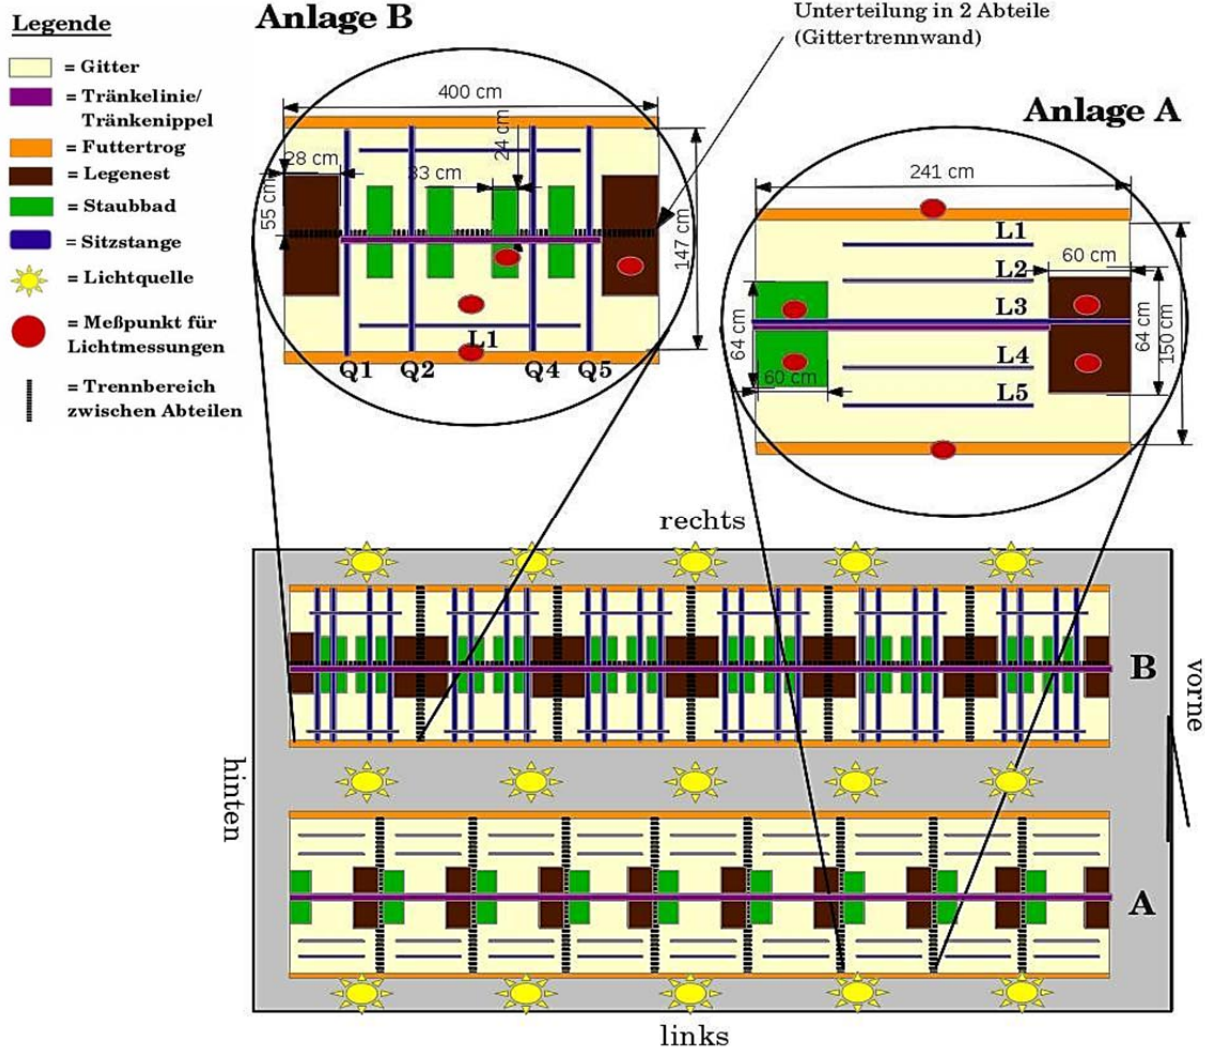 Legende
= Gitter
= Tränkelinie/
Tränkenippel
= Futtertrog
= Legenest
= Staubbad
= Sitzstange
= Lichtquelle
= Meßpunkt für
Lichtmessungen
= Trennbereich
zwischen Abteilen
Anlage B
Unterteilung in 2 Abteile
(Gittertrennwand)
400 cm
28 cm
33 cm
24 cm
55 cm
147 cm
L1
Q1
Q2
Q4
Q5
Anlage A
241 cm
L1
L2
60 cm
L3
64 cm
64 cm
150 cm
L4
60 cm
L5
rechts
B
vorne
hinten
A
links